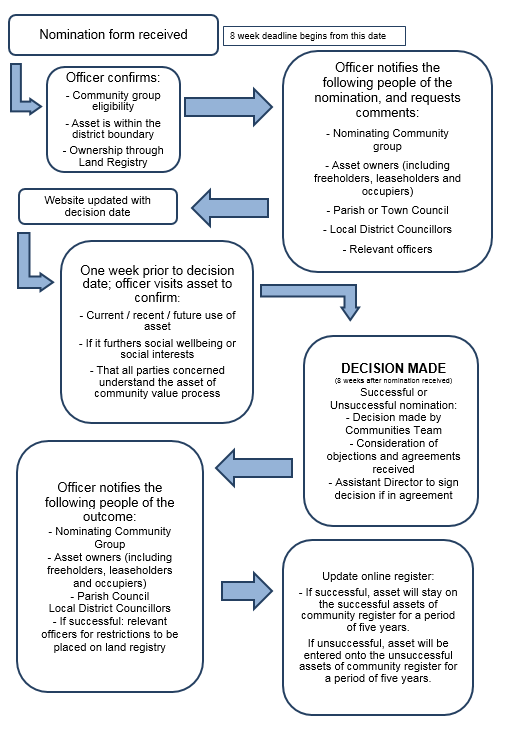 Nomination form received
8 week deadline begins from this date
Officer confirms:
- Community group
eligibility
- Asset is within the
district boundary
- Ownership through
Land Registry
Officer notifies the
following people of the
nomination, and requests
comments:
- Nominating Community
group
- Asset owners (including
freeholders, leaseholders and
occupiers)
- Parish or Town Council
- Local District Councillors
- Relevant officers
Website updated with
decision date
One week prior to decision
date; officer visits asset to
confirm:
- Current / recent / future use of
asset
- If it furthers social wellbeing or
social interests
- That all parties concerned
understand the asset of
community value process
DECISION MADE
(8 weeks after nomination received)
Successful or
Unsuccessful nomination:
- Decision made by
Communities Team
- Consideration of
objections and agreements
received
- Assistant Director to sign
decision if in agreement
Officer notifies the
following people of the
outcome:
- Nominating Community
Group
- Asset owners (including
freeholders, leaseholders
and occupiers)
- Parish Council
Local District Councillors
- If successful: relevant
officers for restrictions to be
placed on land registry
Update online register:
- If successful, asset will stay on
the successful assets of
community register for a period
of five years.
If unsuccessful, asset will be
entered onto the unsuccessful
assets of community register for
a period of five years.